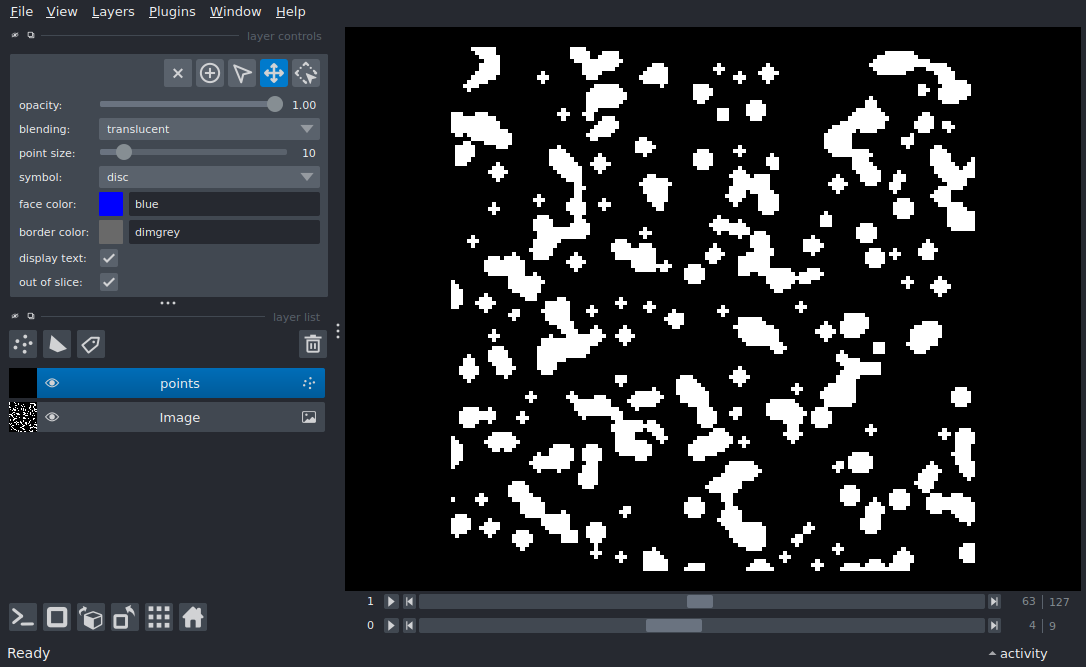 File View Layers Plugins Window Help
layer controls
opacity: 1.00
blending: translucent
point size: 10
symbol: disc
face color: blue
border color: dimgrey
display text:
out of slice:
layer list
points
Image
1 63 127
0 4 9
Ready activity